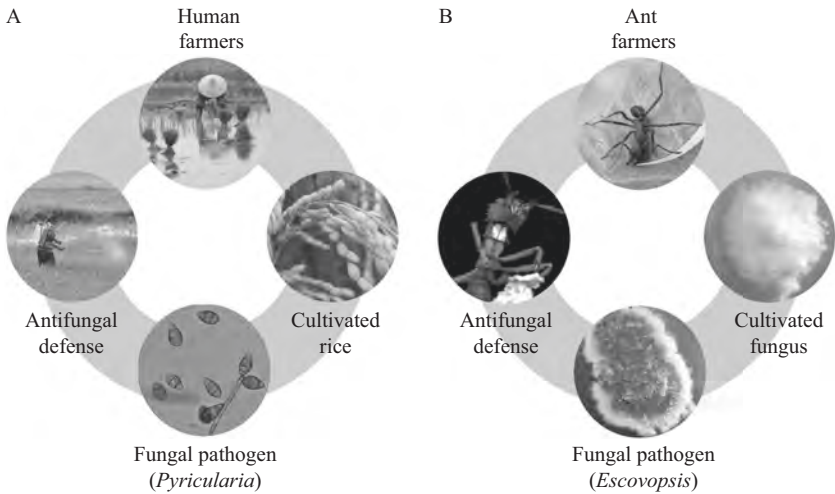 A
Human
farmers
Antifungal
defense
Cultivated
rice
Fungal pathogen
(Pyricularia)
B
Ant
farmers
Antifungal
defense
Cultivated
fungus
Fungal pathogen
(Escovopsis)